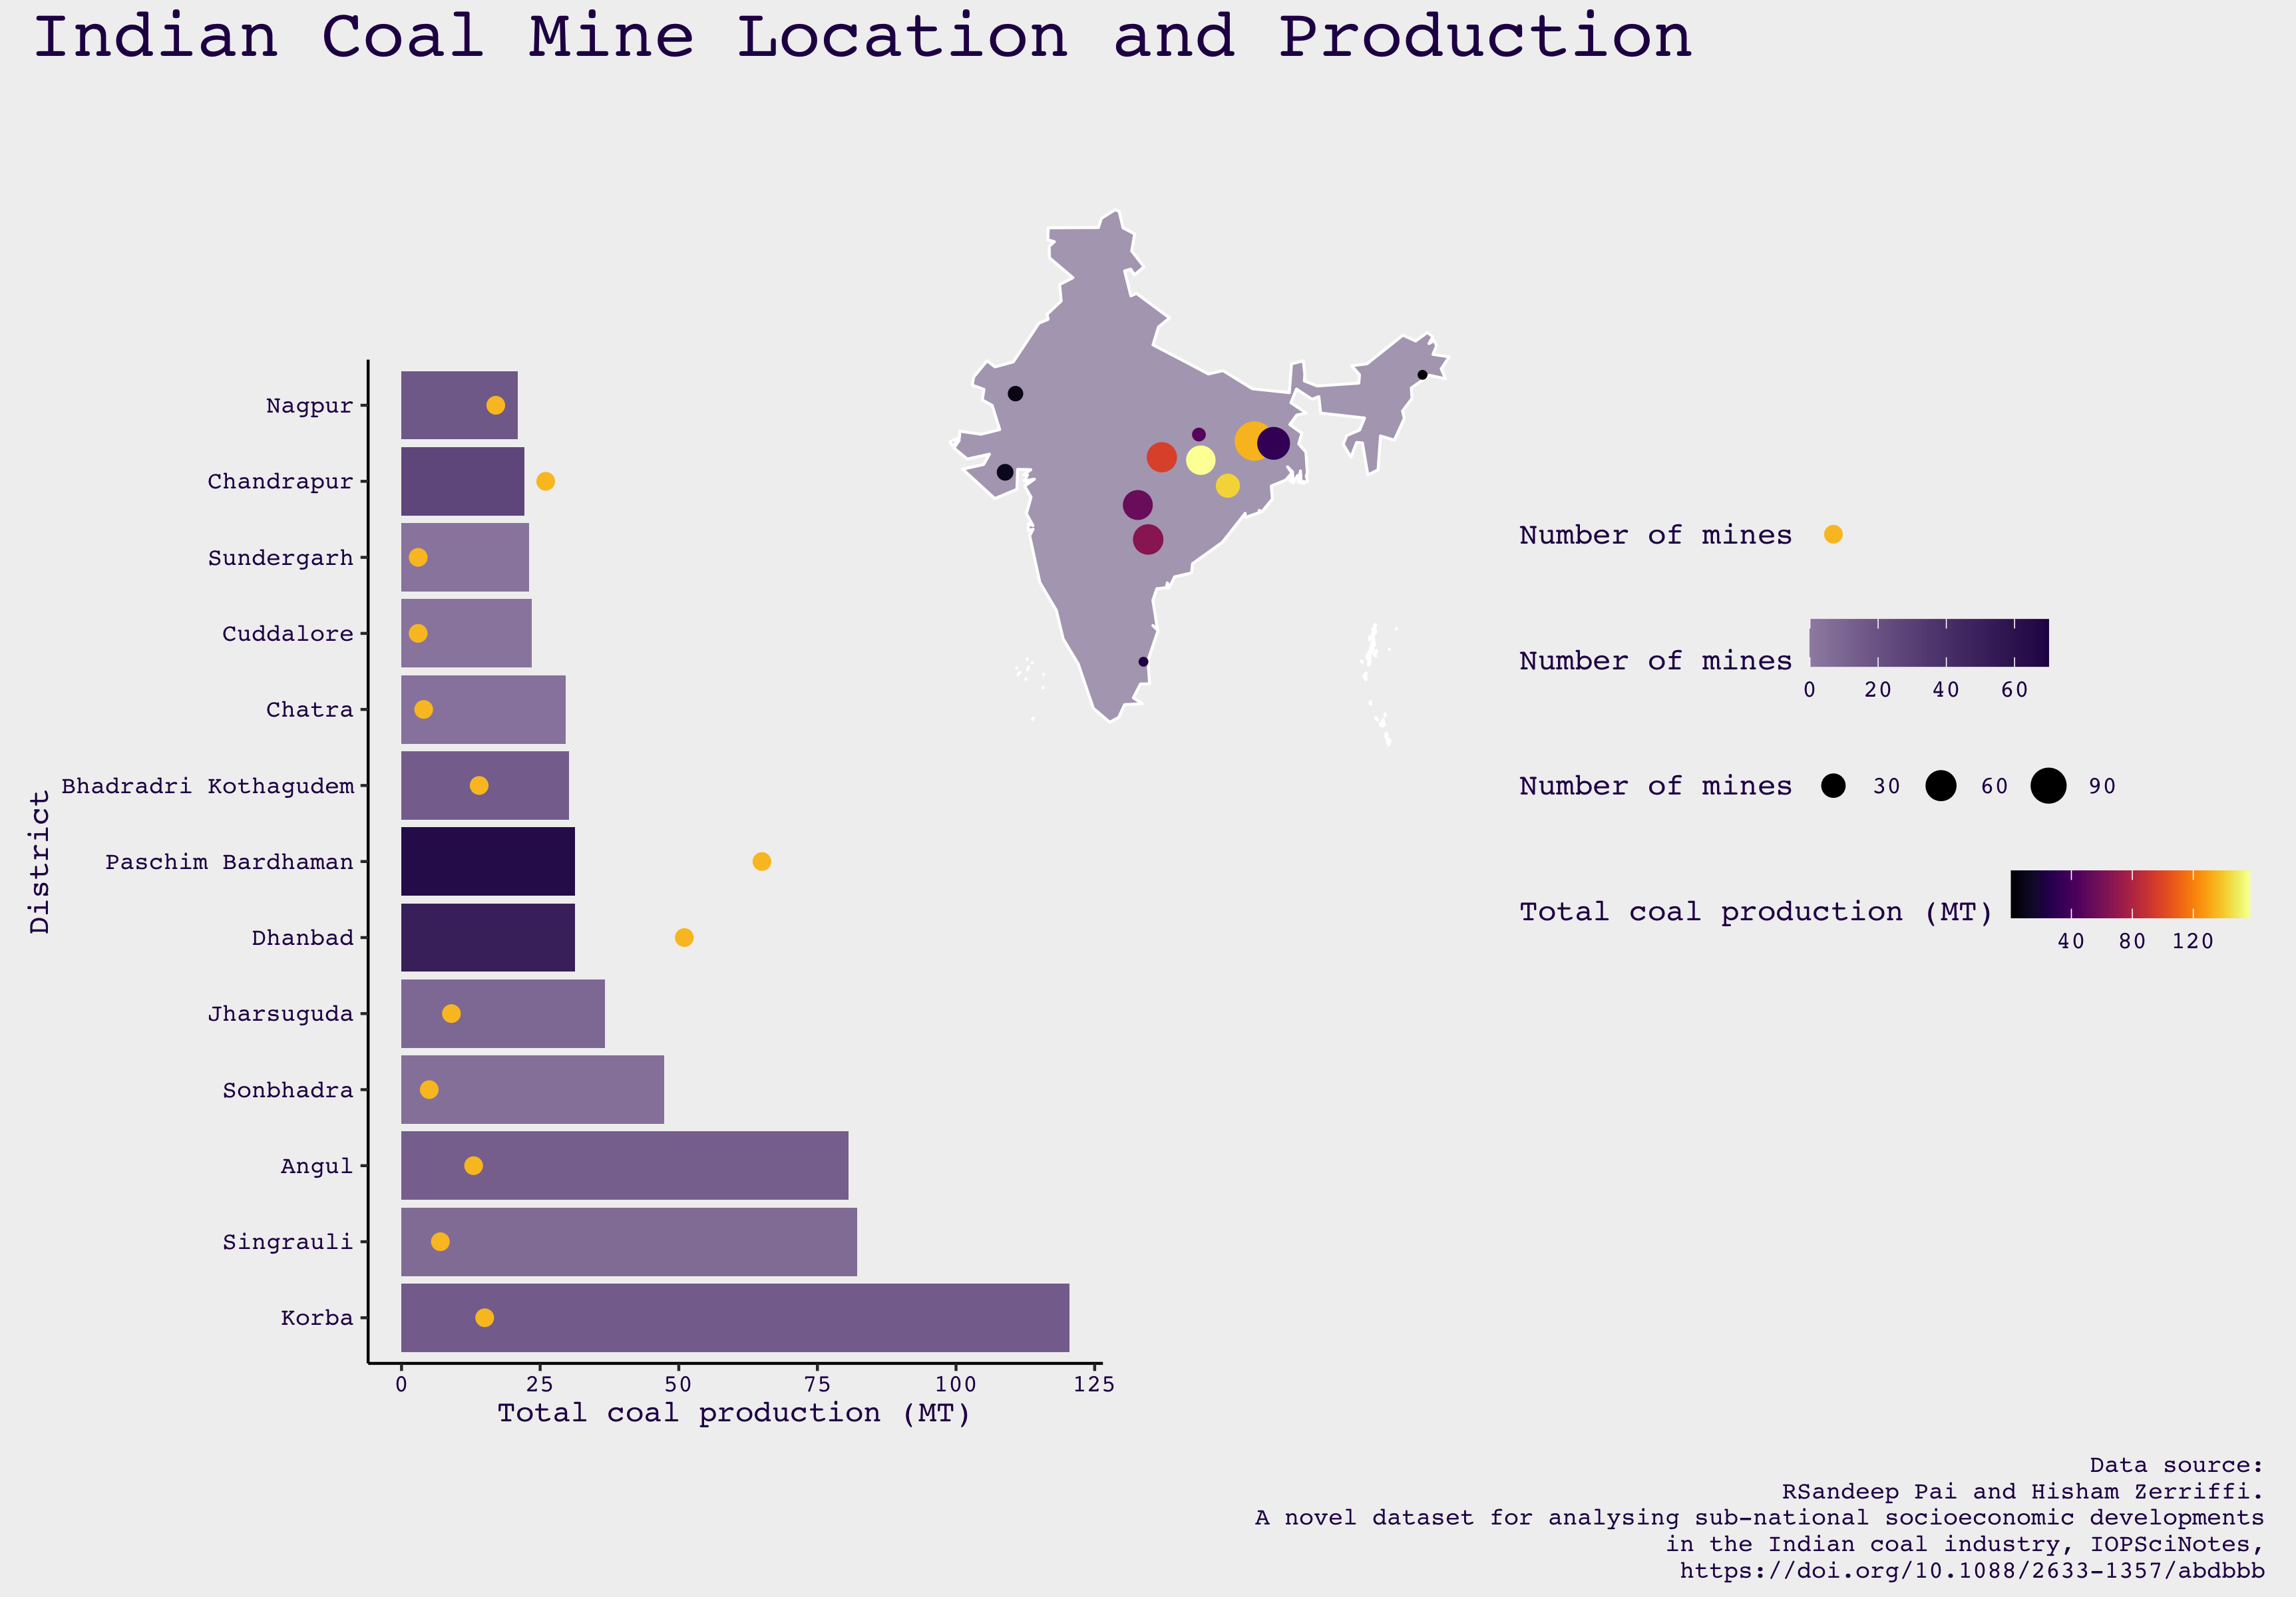 Indian Coal Mine Location and Production
District
Nagpur
Chandrapur
Sundergarh
Cuddalore
Chatra
Bhadradri Kothagudem
Paschim Bardhaman
Dhanbad
Jharsuguda
Sonbhadra
Angul
Singrauli
Korba
0 25 50 75 100 125
Total coal production (MT)
Number of mines
Number of mines
0 20 40 60
Number of mines 30 60 90
Total coal production (MT)
40 80 120
Data source:
RSandeep Pai and Hisham Zerriffi.
A novel dataset for analysing sub-national socioeconomic developments
in the Indian coal industry, IOPSciNotes,
https://doi.org/10.1088/2633-1357/abdbbb